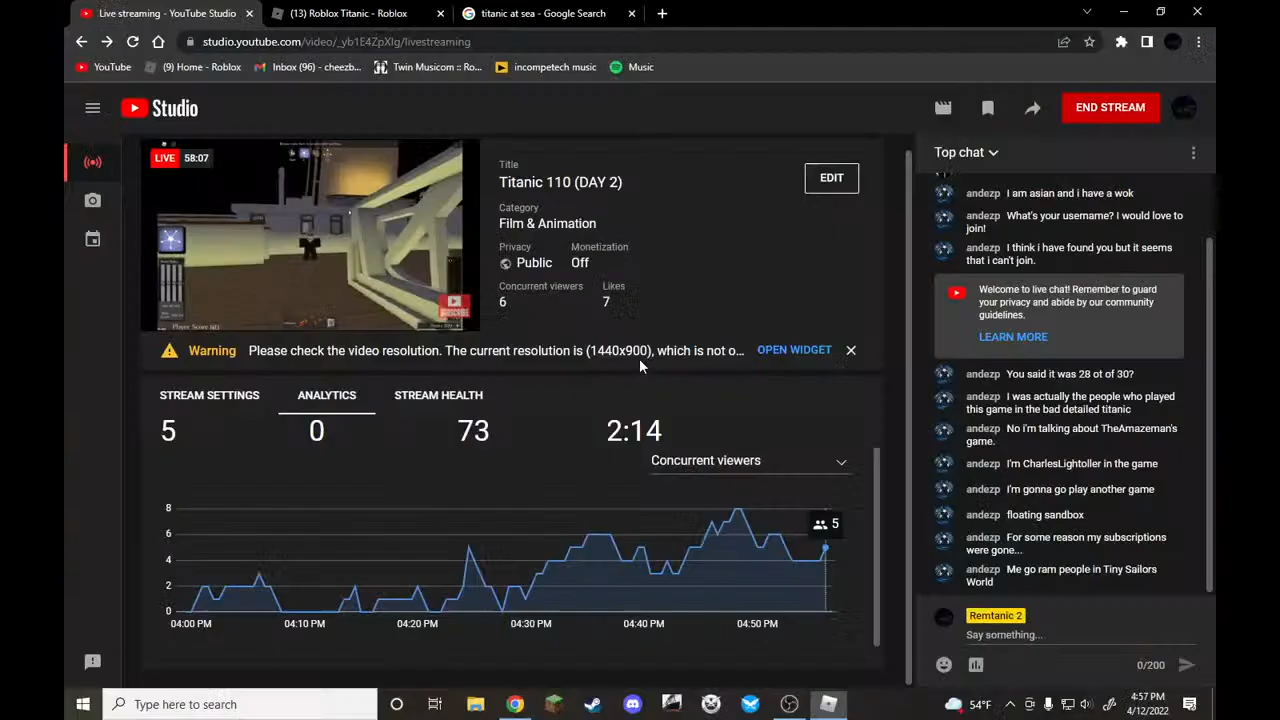 Live streaming - YouTube Studio
(13) Roblox Titanic - Roblox
titanic at sea - Google Search
studio.youtube.com/video/_yb1E4ZpXlg/livestreaming
YouTube
(9) Home - Roblox
Inbox (96) - cheezb...
Twin Musicom :: Ro...
incompetech music
Music
Studio
END STREAM
LIVE 58:07
SUBSCRIBE
Title
Titanic 110 (DAY 2)
EDIT
Category
Film & Animation
Privacy
Public
Monetization
Off
Concurrent viewers
6
Likes
7
Warning Please check the video resolution. The current resolution is (1440x900), which is not o...
OPEN WIDGET
STREAM SETTINGS
ANALYTICS
STREAM HEALTH
5
0
73
2:14
Concurrent viewers
8
6
4
2
0
5
04:00 PM
04:10 PM
04:20 PM
04:30 PM
04:40 PM
04:50 PM
Top chat
andezp I am asian and i have a wok
andezp What's your username? I would love to
join!
andezp I think i have found you but it seems
that i can't join.
Welcome to live chat! Remember to guard
your privacy and abide by our community
guidelines.
LEARN MORE
andezp You said it was 28 ot of 30?
andezp I was actually the people who played
this game in the bad detailed titanic
andezp No i'm talking about TheAmazeman's
game.
andezp I'm CharlesLightoller in the game
andezp I'm gonna go play another game
andezp floating sandbox
andezp For some reason my subscriptions
were gone...
andezp Me go ram people in Tiny Sailors
World
Remtanic 2
Say something...
0/200
Type here to search
54°F
4:57 PM
4/12/2022